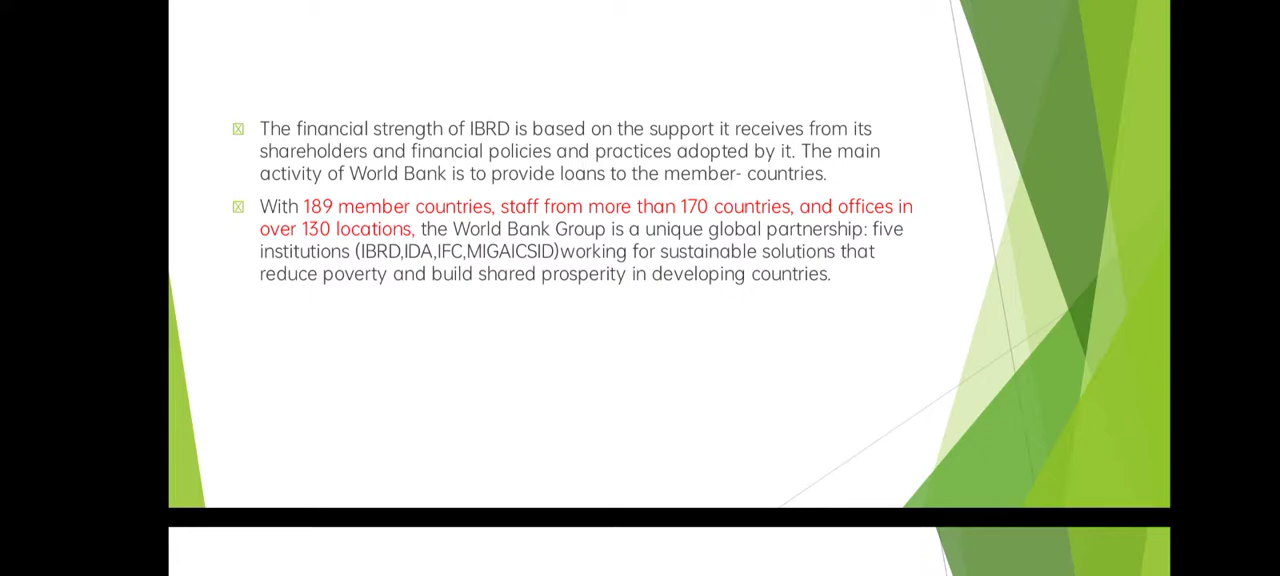 The financial strength of IBRD is based on the support it receives from its
shareholders and financial policies and practices adopted by it. The main
activity of World Bank is to provide loans to the member- countries.
With 189 member countries, staff from more than 170 countries, and offices in
over 130 locations, the World Bank Group is a unique global partnership: five
institutions (IBRD,IDA,IFC,MIGAICSID)working for sustainable solutions that
reduce poverty and build shared prosperity in developing countries.